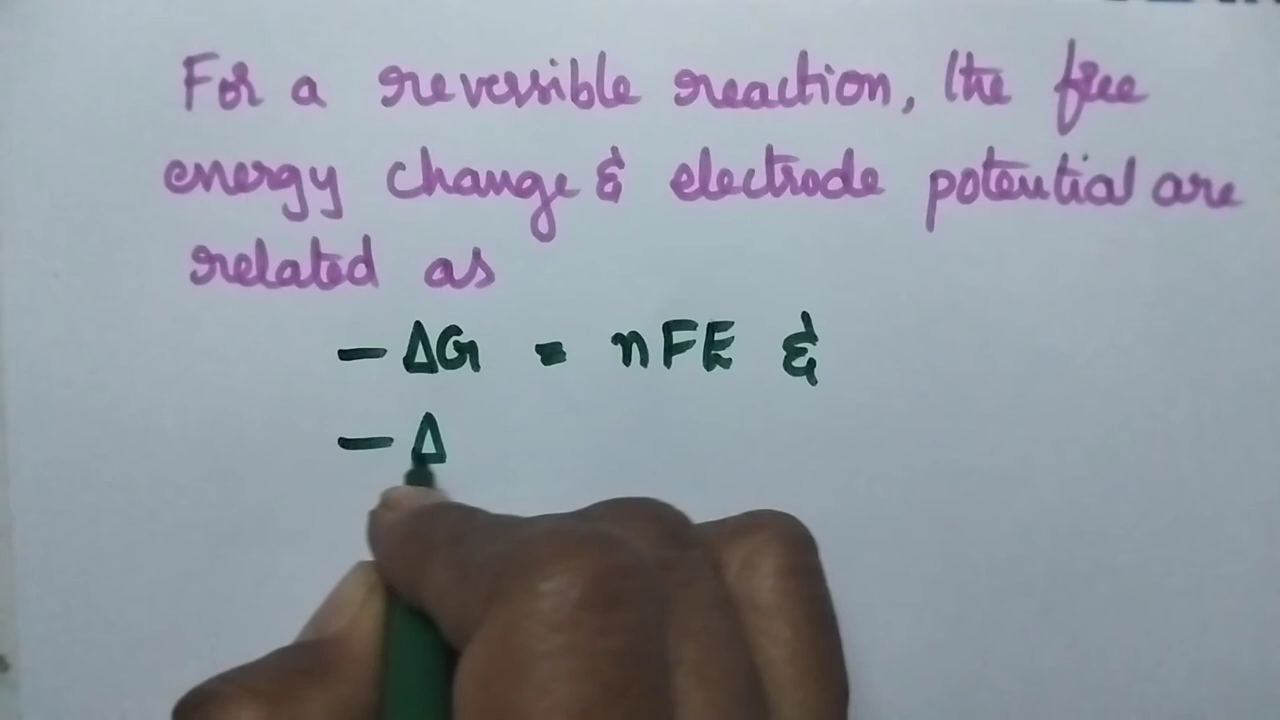 For a reversible reaction, the free
energy change & electrode potential are
related as
- ΔG = nFE &
- Δ